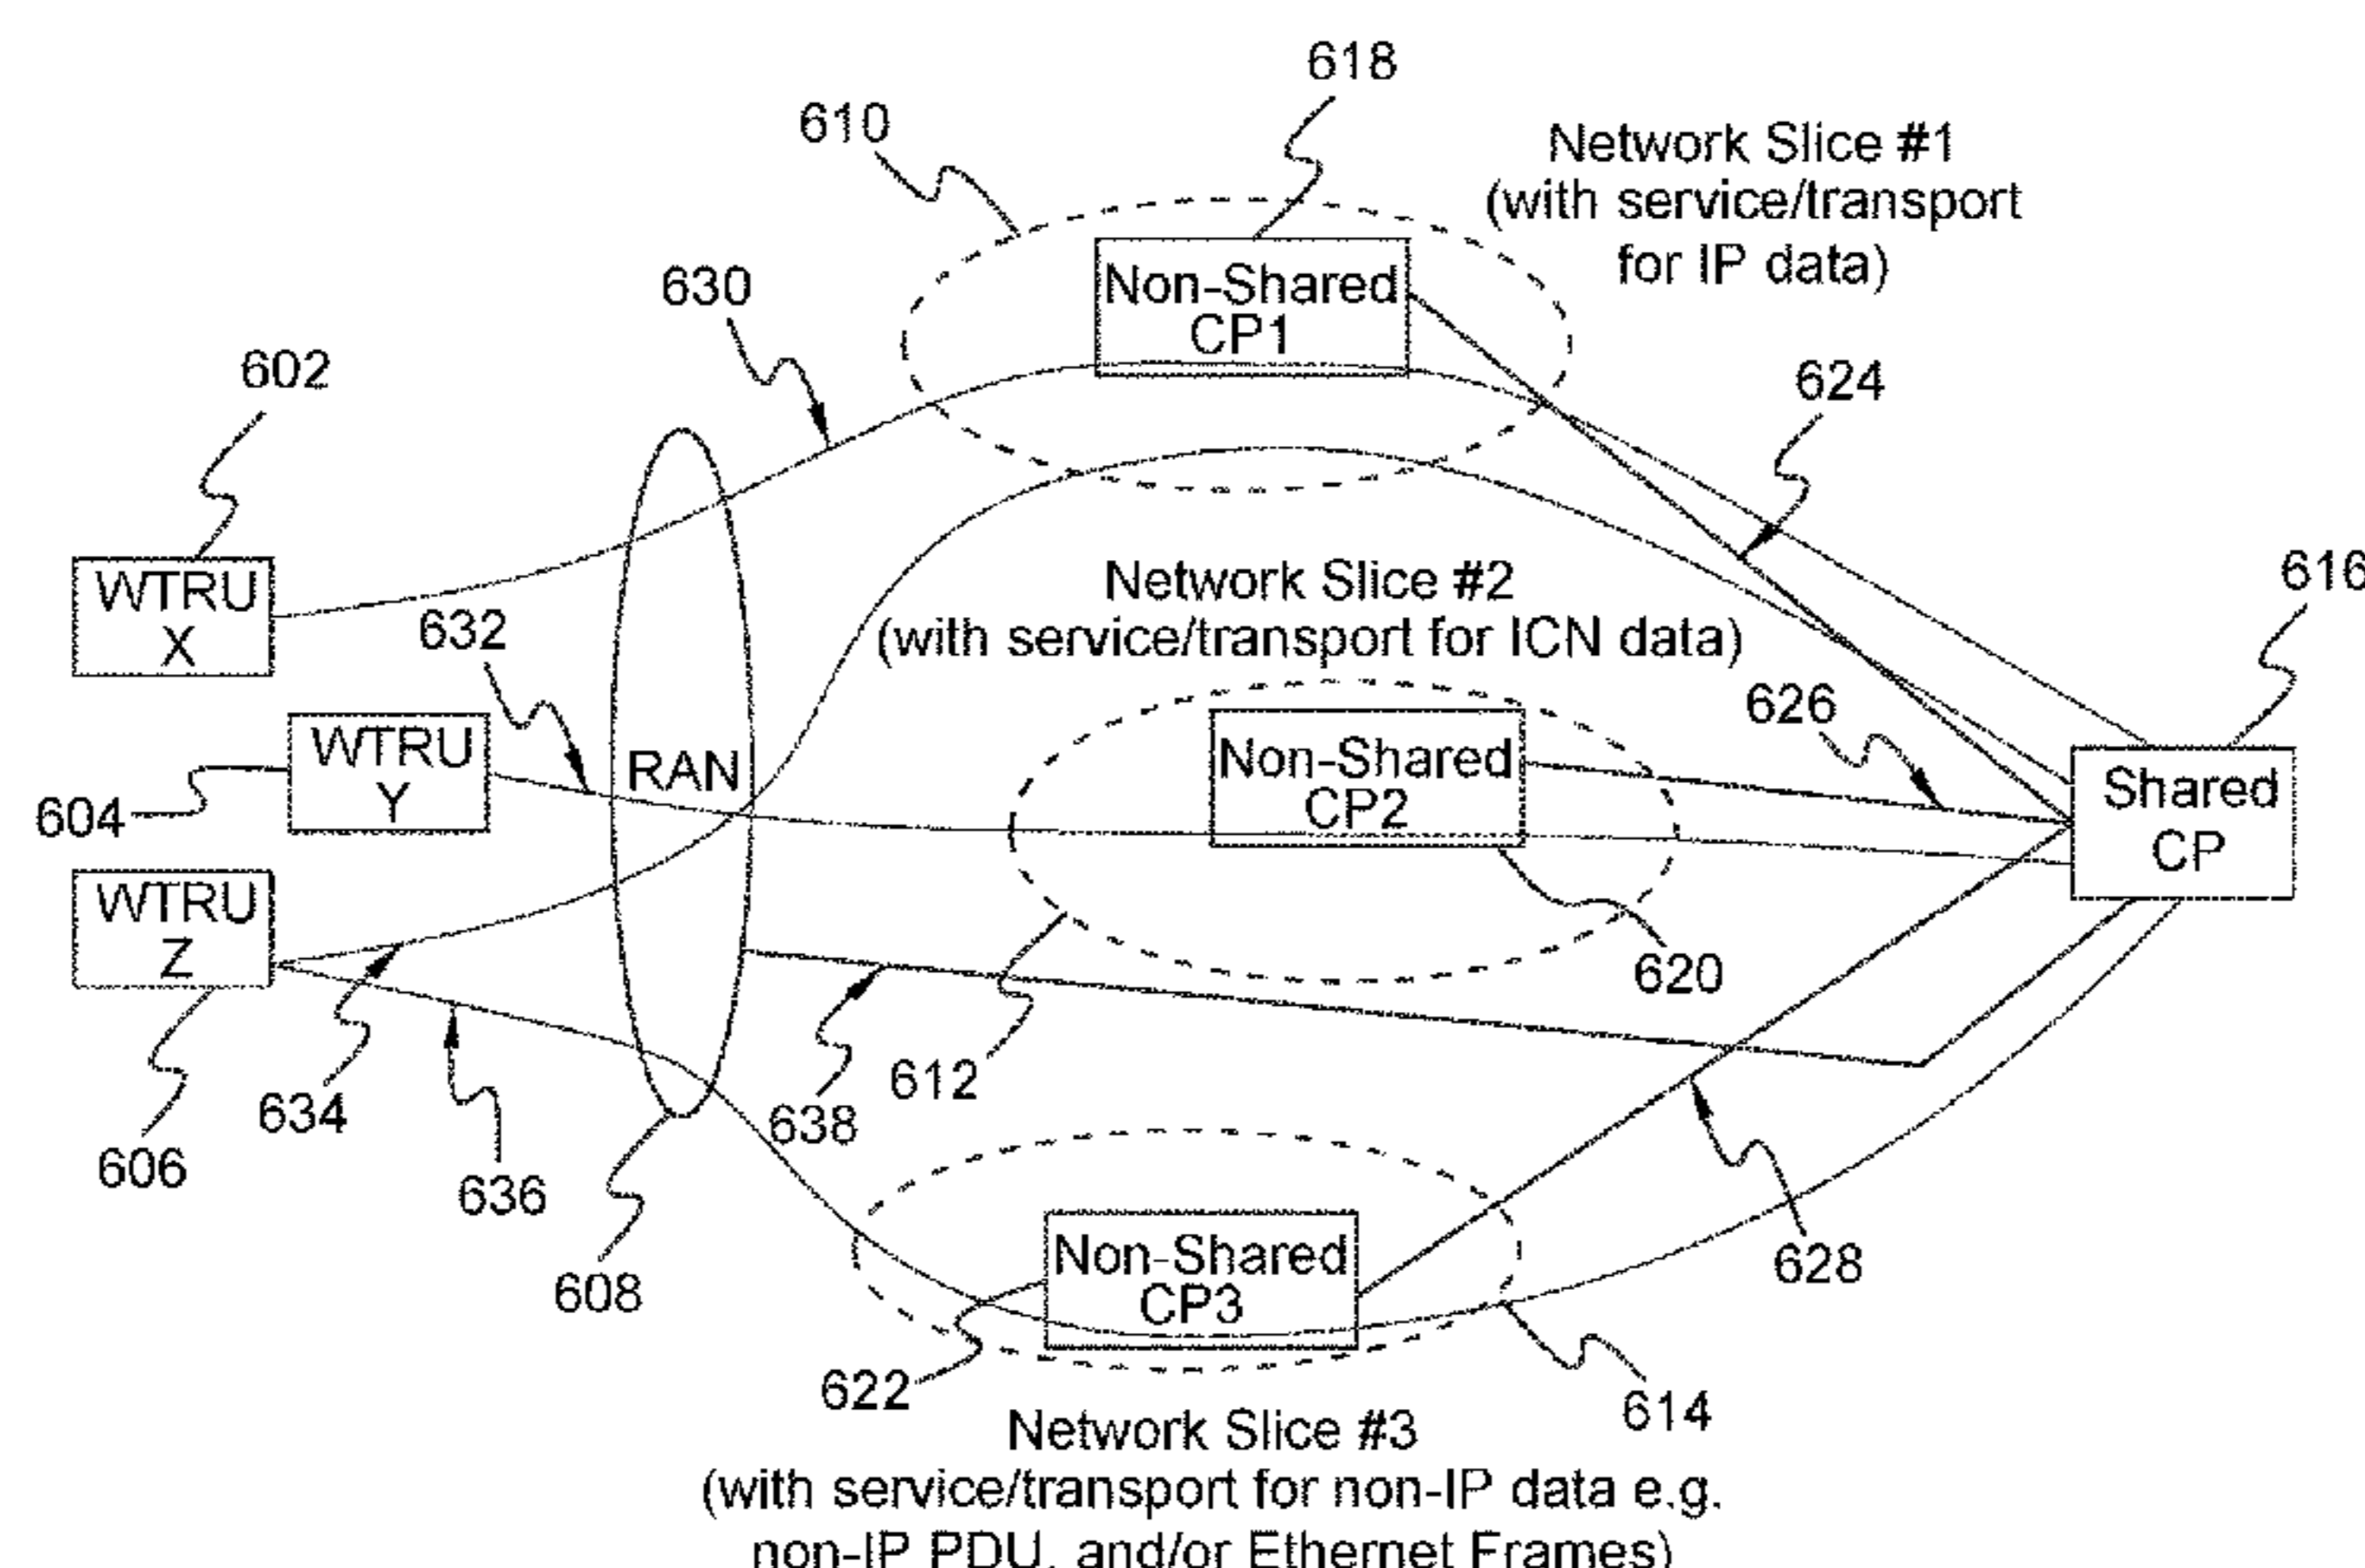 618
610
Network Slice #1
(with service/transport
for IP data)
Non-Shared
CP1
630
602
624
WTRU
X
632
Network Slice #2
(with service/transport for ICN data)
616
626
WTRU
Y
RAN
Non-Shared
CP2
Shared
CP
604
WTRU
Z
620
612
634
638
606
636
Non-Shared
CP3
628
608
622
614
Network Slice #3
(with service/transport for non-IP data e.g.
non-IP PDU, and/or Ethernet Frames)